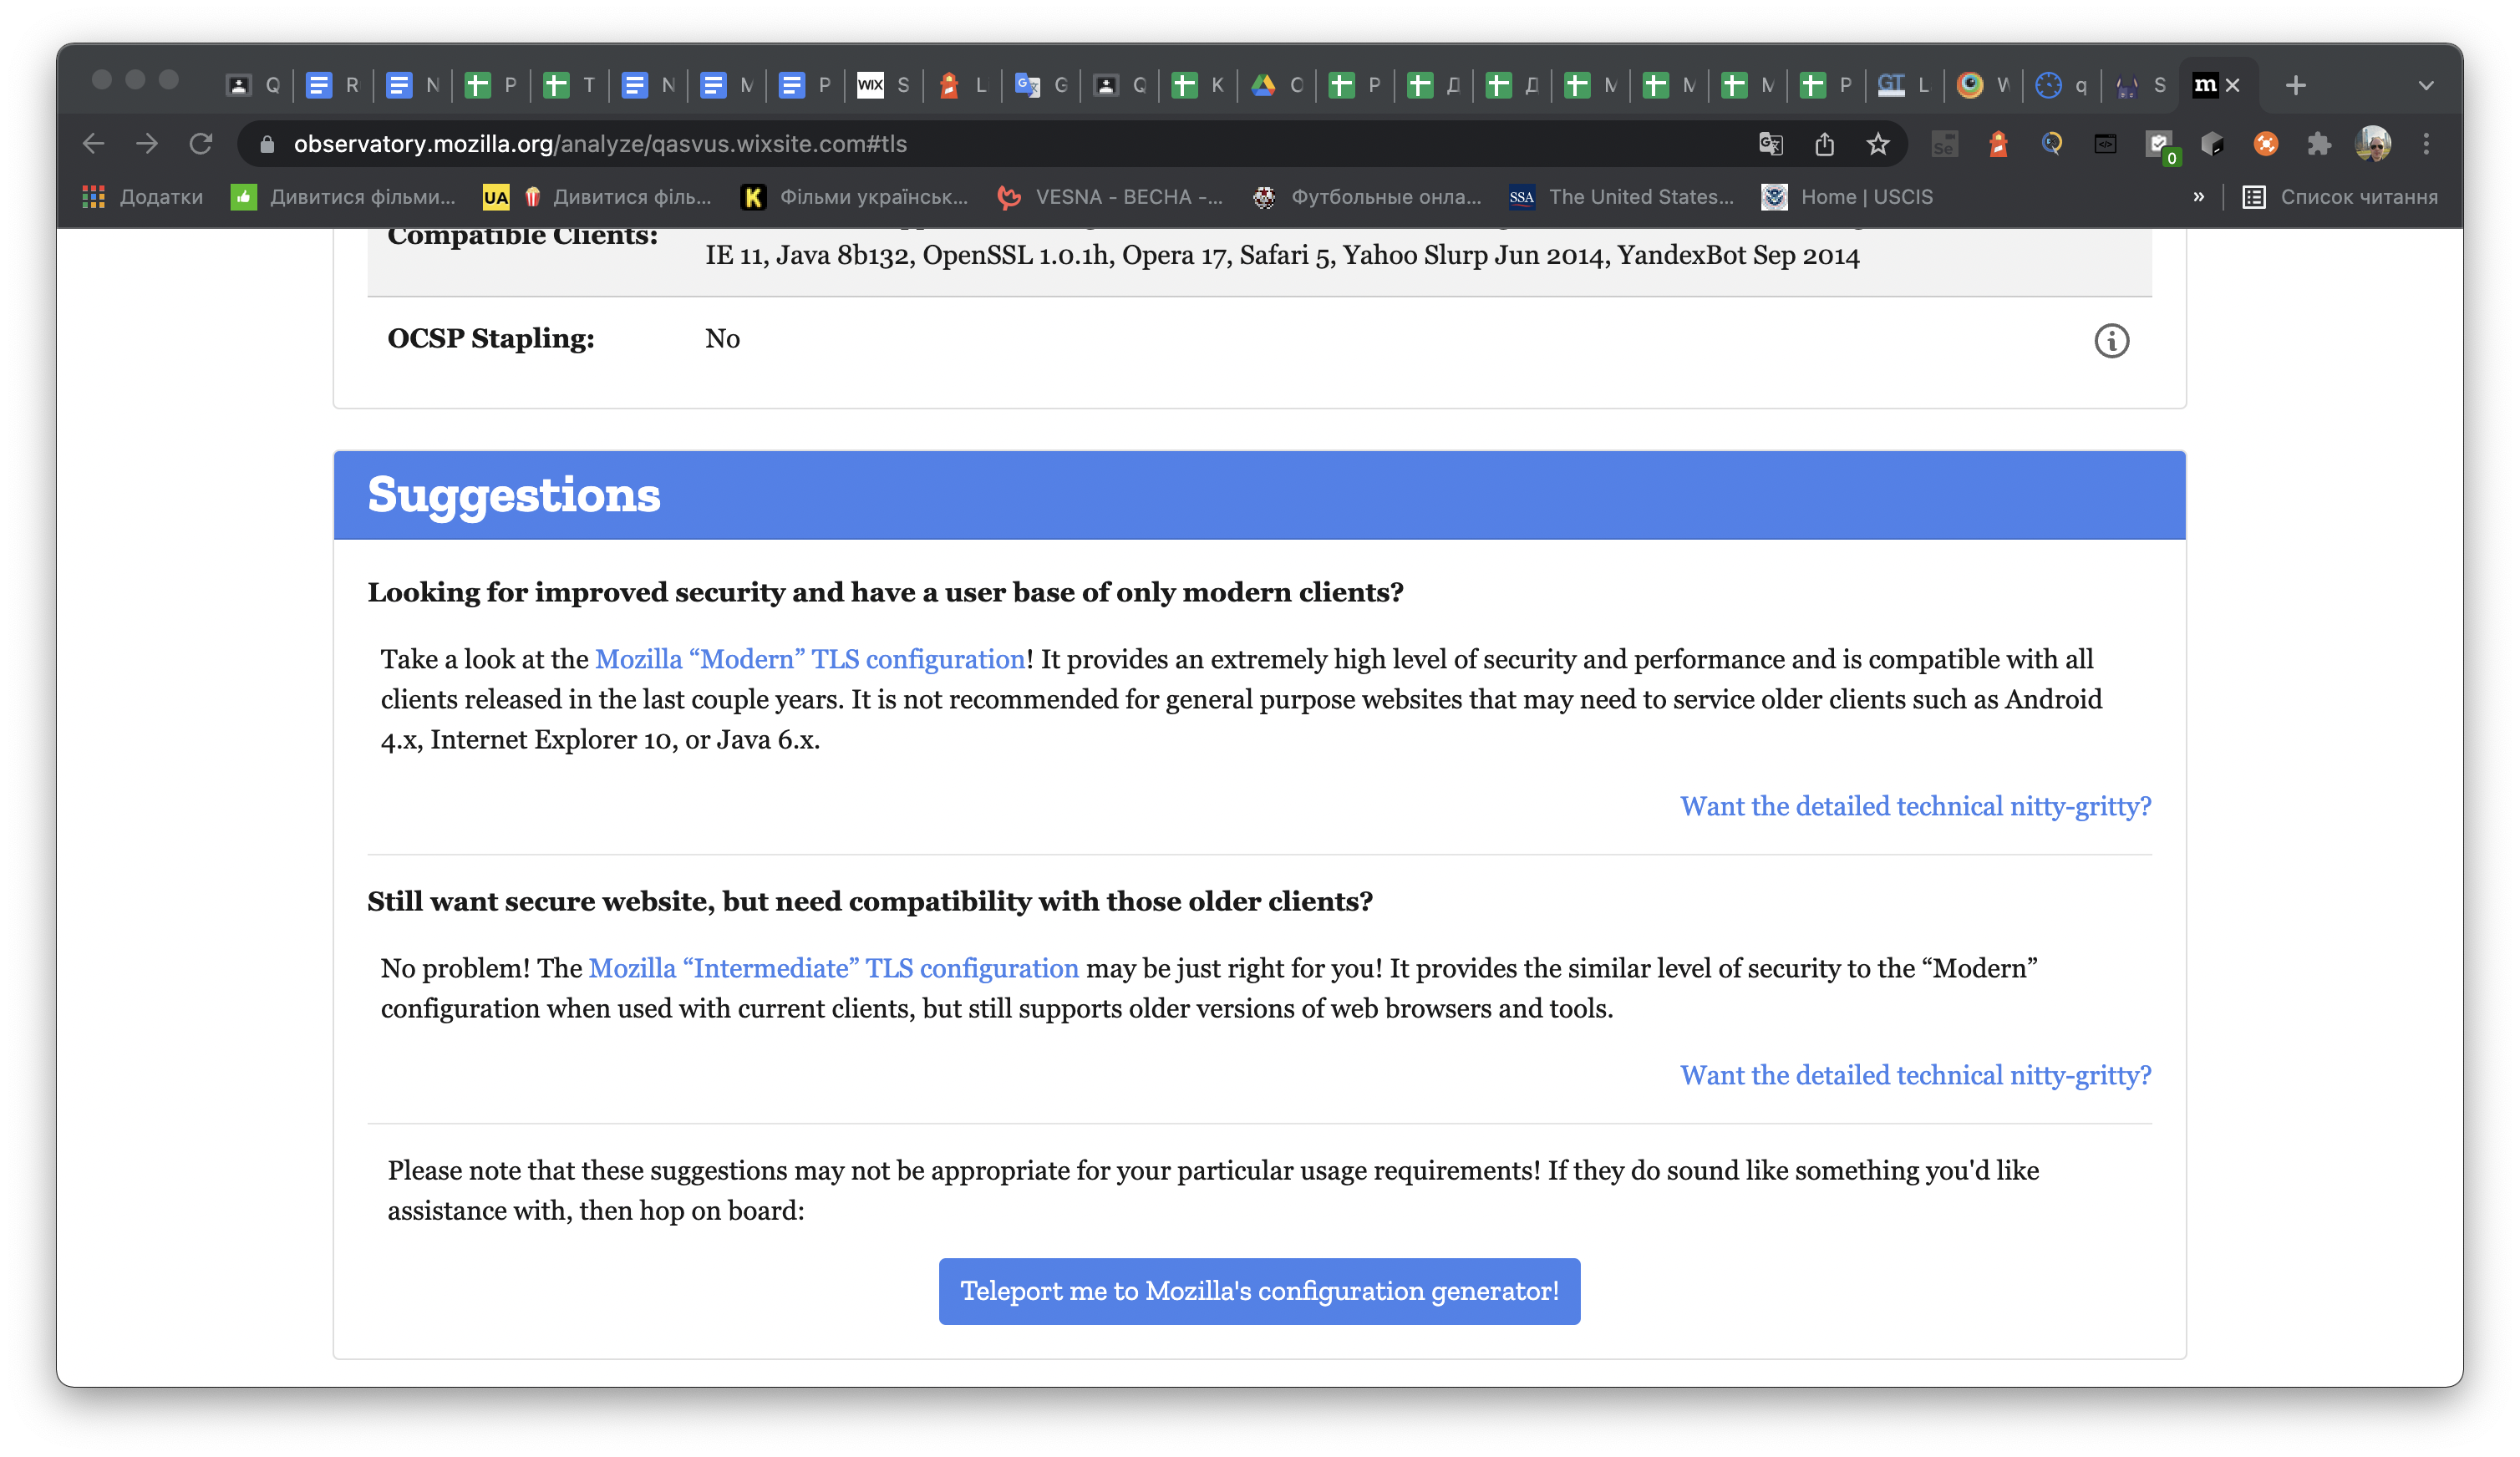 Q R N P T N M P WIX S L G Q K O P Д Д M M M P GT L W q S m
observatory.mozilla.org/analyze/qasvus.wixsite.com#tls
Se </> 0
Додатки Дивитися фільми... UA Дивитися філь... K Фільми українськ... VESNA - ВЕСНА -... Футбольные онла... SSA The United States... Home | USCIS » Список читання
Compatible Clients:
IE 11, Java 8b132, OpenSSL 1.0.1h, Opera 17, Safari 5, Yahoo Slurp Jun 2014, YandexBot Sep 2014
OCSP Stapling: No
Suggestions
Looking for improved security and have a user base of only modern clients?
Take a look at the Mozilla “Modern” TLS configuration! It provides an extremely high level of security and performance and is compatible with all
clients released in the last couple years. It is not recommended for general purpose websites that may need to service older clients such as Android
4.x, Internet Explorer 10, or Java 6.x.
Want the detailed technical nitty-gritty?
Still want secure website, but need compatibility with those older clients?
No problem! The Mozilla “Intermediate” TLS configuration may be just right for you! It provides the similar level of security to the “Modern”
configuration when used with current clients, but still supports older versions of web browsers and tools.
Want the detailed technical nitty-gritty?
Please note that these suggestions may not be appropriate for your particular usage requirements! If they do sound like something you'd like
assistance with, then hop on board:
Teleport me to Mozilla's configuration generator!